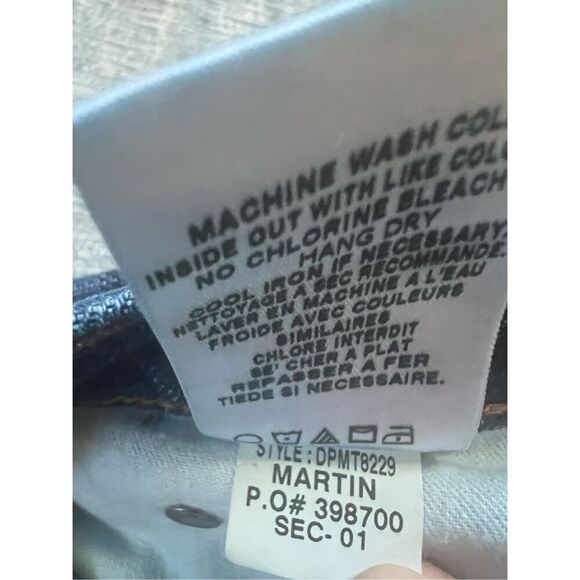 MACHINE WASH COL
INSIDE OUT WITH LIKE COL
NO CHLORINE BLEACH
HANG DRY
COOL IRON IF NECESSARY
NETTOYAGE A SEC RECOMMANDE.
LAVER EN MACHINE A L'EAU
FROIDE AVEC COULEURS
SIMILAIRES
CHLORE INTERDIT
SE' CHER A PLAT
REPASSER A FER
TIEDE SI NECESSAIRE.
STYLE: DPMT8229
MARTIN
P.O# 398700
SEC- 01